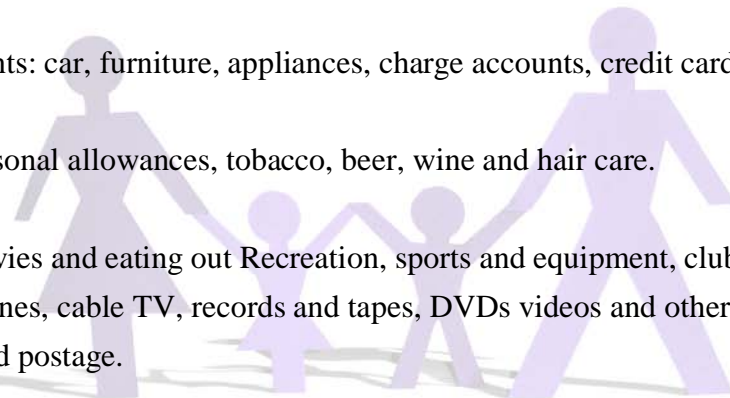 nts: car, furniture, appliances, charge accounts, credit card
sonal allowances, tobacco, beer, wine and hair care.
vies and eating out Recreation, sports and equipment, club
nes, cable TV, records and tapes, DVDs videos and other
d postage.